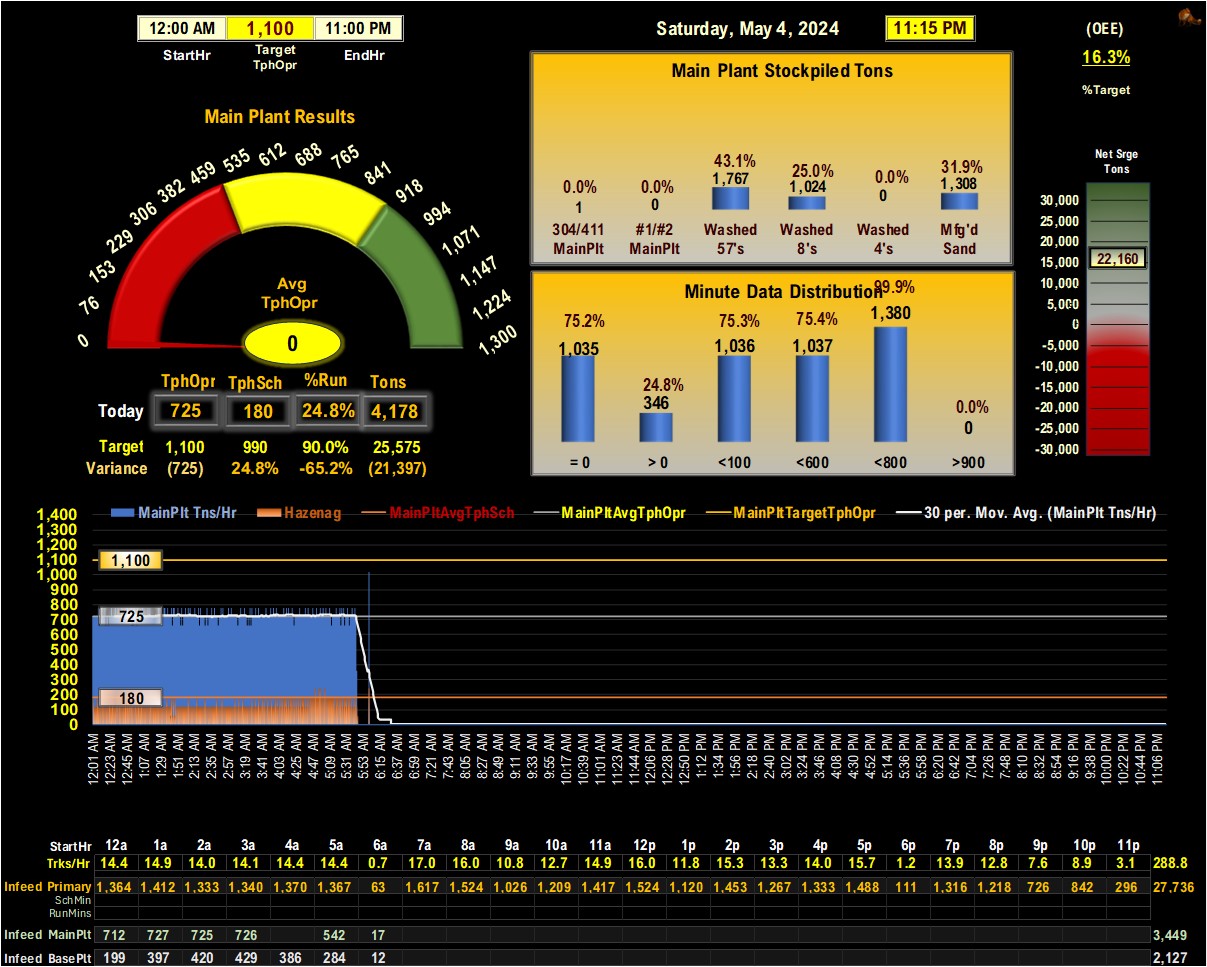 12:00 AM 1,100 11:00 PM
StartHr Target TphOpr EndHr
Saturday, May 4, 2024 11:15 PM
(OEE)
16.3%
%Target
Main Plant Results
0 76 153 229 306 382 459 535 612 688 765 841 918 994 1,071 1,147 1,224 1,300
Avg
TphOpr
0
TphOpr TphSch %Run Tons
Today 725 180 24.8% 4,178
Target 1,100 990 90.0% 25,575
Variance (725) 24.8% -65.2% (21,397)
Main Plant Stockpiled Tons
0.0% 0.0% 43.1% 25.0% 0.0% 31.9%
1 0 1,767 1,024 0 1,308
304/411 #1/#2 Washed Washed Washed Mfg'd
MainPlt MainPlt 57's 8's 4's Sand
Minute Data Distribution
75.2% 24.8% 75.3% 75.4% 99.9% 0.0%
1,035 346 1,036 1,037 1,380 0
= 0 > 0 <100 <600 <800 >900
Net Srge
Tons
30,000
25,000
20,000
15,000
22,160
10,000
5,000
0
-5,000
-10,000
-15,000
-20,000
-25,000
-30,000
MainPlt Tns/Hr Hazenag MainPltAvgTphSch MainPltAvgTphOpr MainPltTargetTphOpr 30 per. Mov. Avg. (MainPlt Tns/Hr)
1,400
1,300
1,200
1,100
1,000
900
800
700
600
500
400
300
200
100
0
1,100
725
180
12:01 AM 12:23 AM 12:45 AM 1:07 AM 1:29 AM 1:51 AM 2:13 AM 2:35 AM 2:57 AM 3:19 AM 3:41 AM 4:03 AM 4:25 AM 4:47 AM 5:09 AM 5:31 AM 5:53 AM 6:15 AM 6:37 AM 6:59 AM 7:21 AM 7:43 AM 8:05 AM 8:27 AM 8:49 AM 9:11 AM 9:33 AM 9:55 AM 10:17 AM 10:39 AM 11:01 AM 11:23 AM 11:44 AM 12:06 PM 12:28 PM 12:50 PM 1:12 PM 1:34 PM 1:56 PM 2:18 PM 2:40 PM 3:02 PM 3:24 PM 3:46 PM 4:08 PM 4:30 PM 4:52 PM 5:14 PM 5:36 PM 5:58 PM 6:20 PM 6:42 PM 7:04 PM 7:26 PM 7:48 PM 8:10 PM 8:32 PM 8:54 PM 9:16 PM 9:38 PM 10:00 PM 10:22 PM 10:44 PM 11:06 PM
StartHr 12a 1a 2a 3a 4a 5a 6a 7a 8a 9a 10a 11a 12p 1p 2p 3p 4p 5p 6p 7p 8p 9p 10p 11p
Trks/Hr 14.4 14.9 14.0 14.1 14.4 14.4 0.7 17.0 16.0 10.8 12.7 14.9 16.0 11.8 15.3 13.3 14.0 15.7 1.2 13.9 12.8 7.6 8.9 3.1 288.8
Infeed Primary 1,364 1,412 1,333 1,340 1,370 1,367 63 1,617 1,524 1,026 1,209 1,417 1,524 1,120 1,453 1,267 1,333 1,488 111 1,316 1,218 726 842 296 27,736
SchMin
RunMins
Infeed MainPlt 712 727 725 726 542 17 3,449
Infeed BasePlt 199 397 420 429 386 284 12 2,127